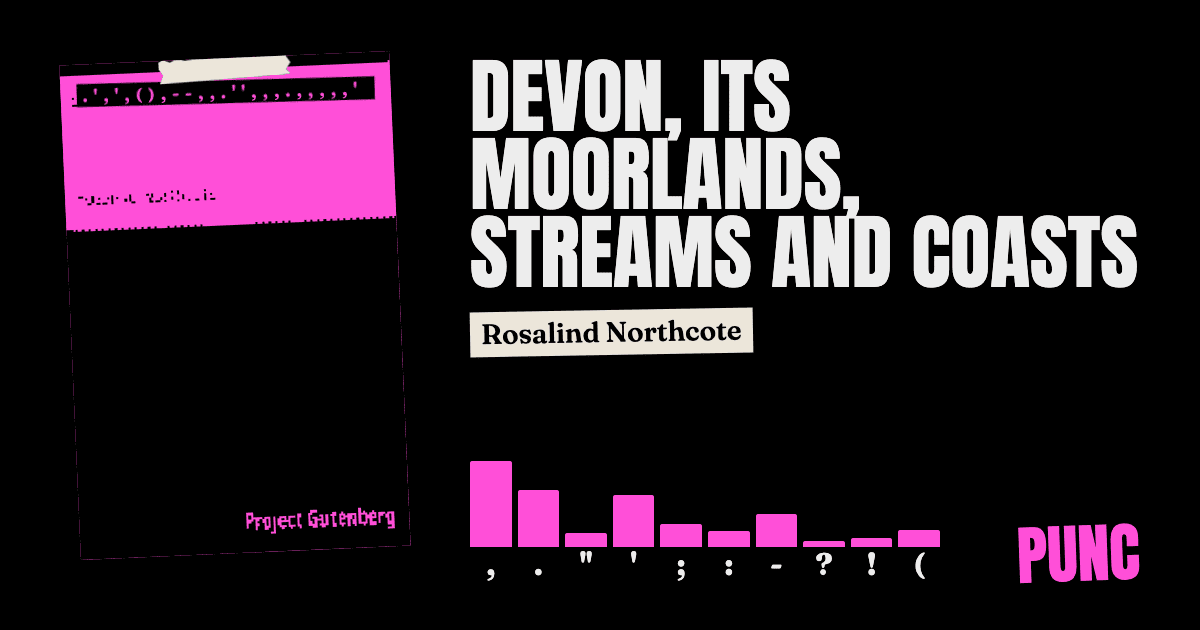 .'.',(),--,,.'',,,.,,,,,'
DEVON, ITS
MOORLANDS,
STREAMS AND COASTS
Rosalind Northcote
Project Gutenberg
, . " ' ; : - ? ! (
PUNC